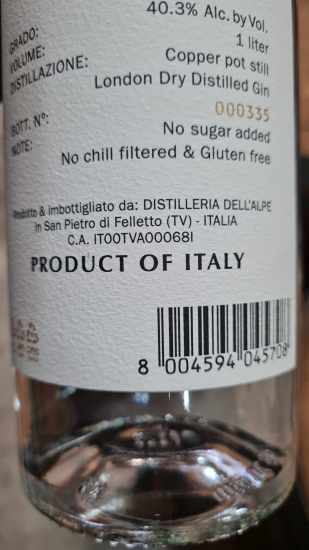 GRADO: 40.3% Alc. by Vol.
VOLUME: 1 liter
DISTILLAZIONE: Copper pot still
London Dry Distilled Gin
BOTT. N°: 000335
NOTE: No sugar added
No chill filtered & Gluten free
Prodotto & imbottigliato da: DISTILLERIA DELL'ALPE
in San Pietro di Felletto (TV) - ITALIA
C.A. IT00TVA00068I
PRODUCT OF ITALY
8 004594 045708